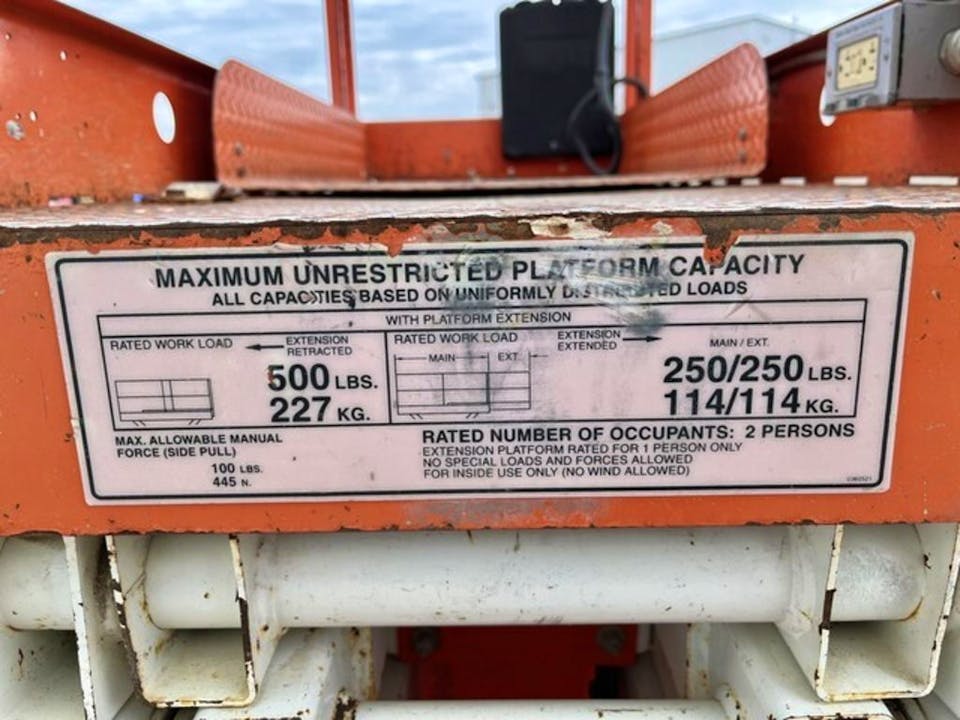 MAXIMUM UNRESTRICTED PLATFORM CAPACITY
ALL CAPACITIES BASED ON UNIFORMLY DISTRIBUTED LOADS
WITH PLATFORM EXTENSION
RATED WORK LOAD
EXTENSION
RETRACTED
500 LBS.
227 KG.
RATED WORK LOAD
EXTENSION
EXTENDED
MAIN
EXT.
MAIN / EXT.
250/250 LBS.
114/114 KG.
MAX. ALLOWABLE MANUAL
FORCE (SIDE PULL)
100 LBS.
445 N.
RATED NUMBER OF OCCUPANTS: 2 PERSONS
EXTENSION PLATFORM RATED FOR 1 PERSON ONLY
NO SPECIAL LOADS AND FORCES ALLOWED
FOR INSIDE USE ONLY (NO WIND ALLOWED)